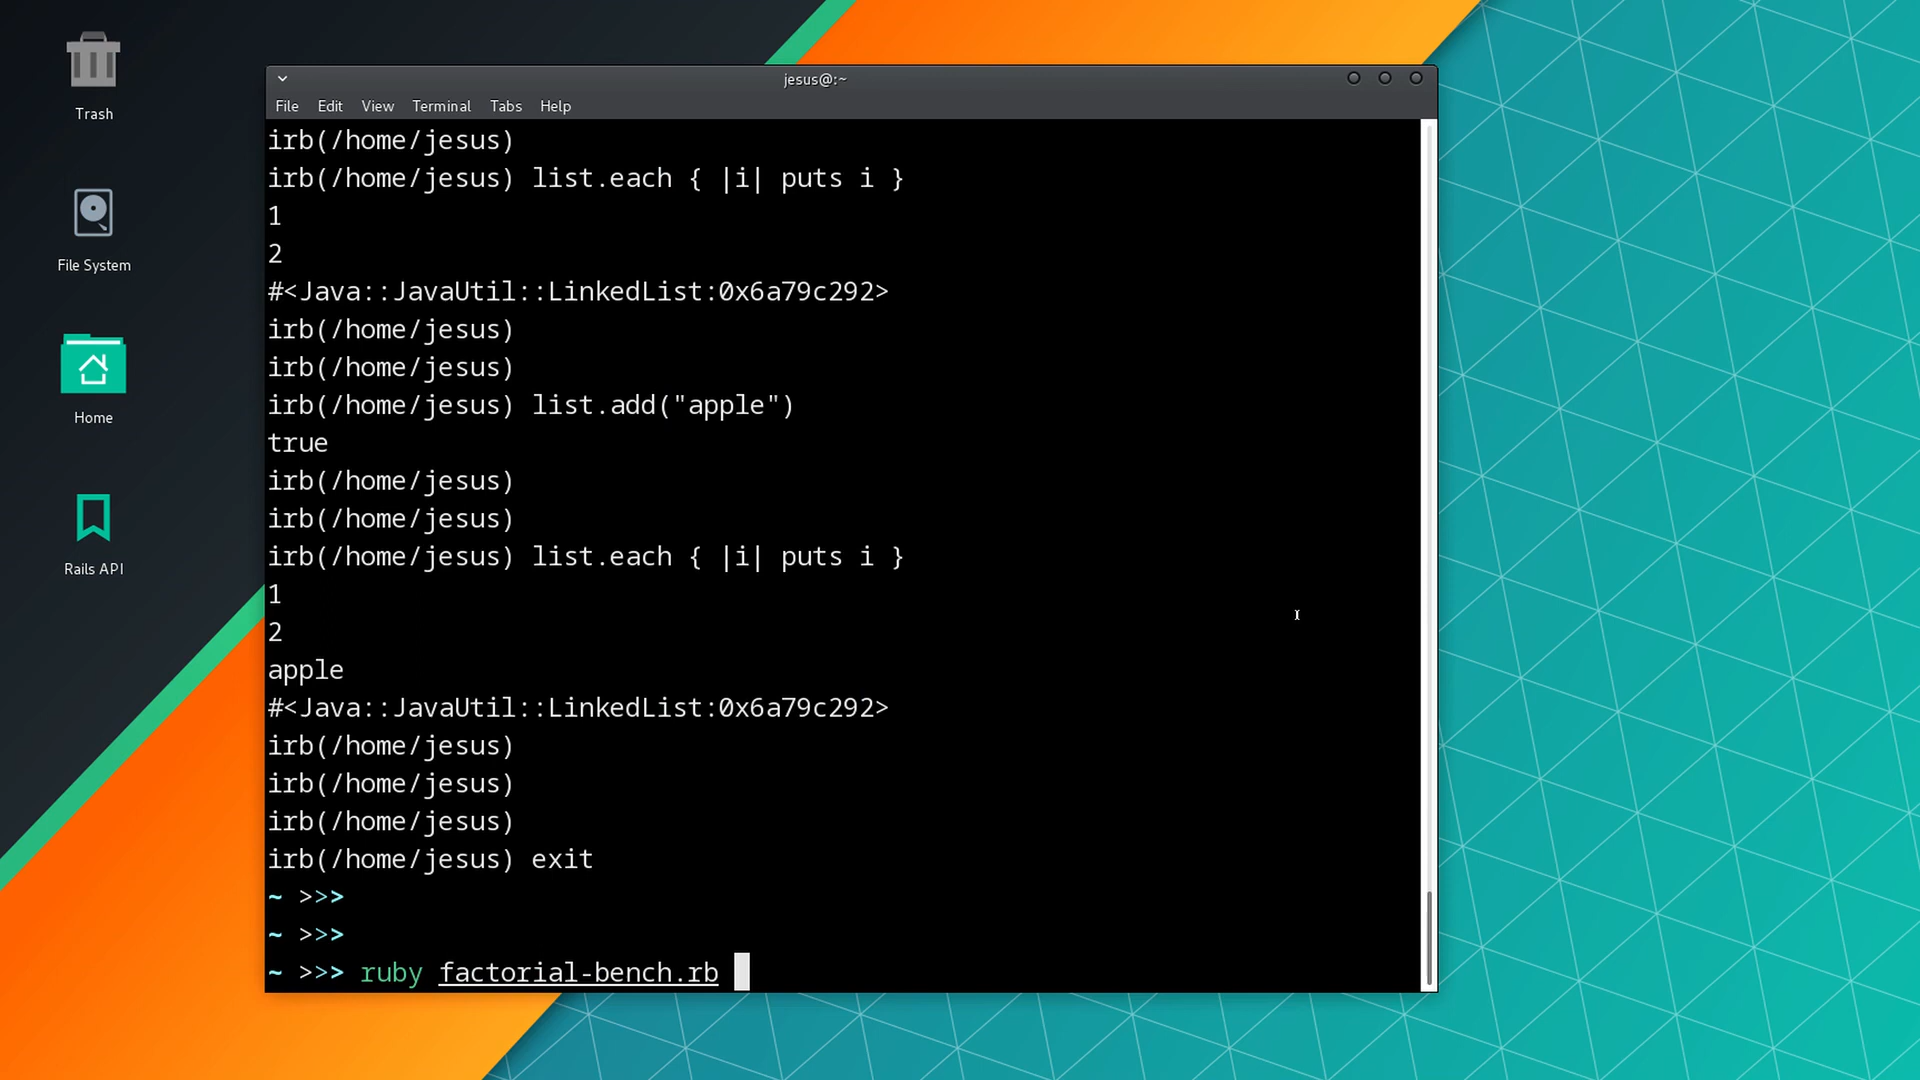 Trash
File System
Home
Rails API
jesus@:~
File Edit View Terminal Tabs Help
irb(/home/jesus)
irb(/home/jesus) list.each { |i| puts i }
1
2
#<Java::JavaUtil::LinkedList:0x6a79c292>
irb(/home/jesus)
irb(/home/jesus)
irb(/home/jesus) list.add("apple")
true
irb(/home/jesus)
irb(/home/jesus)
irb(/home/jesus) list.each { |i| puts i }
1
2
apple
#<Java::JavaUtil::LinkedList:0x6a79c292>
irb(/home/jesus)
irb(/home/jesus)
irb(/home/jesus)
irb(/home/jesus) exit
~ >>>
~ >>>
~ >>> ruby factorial-bench.rb